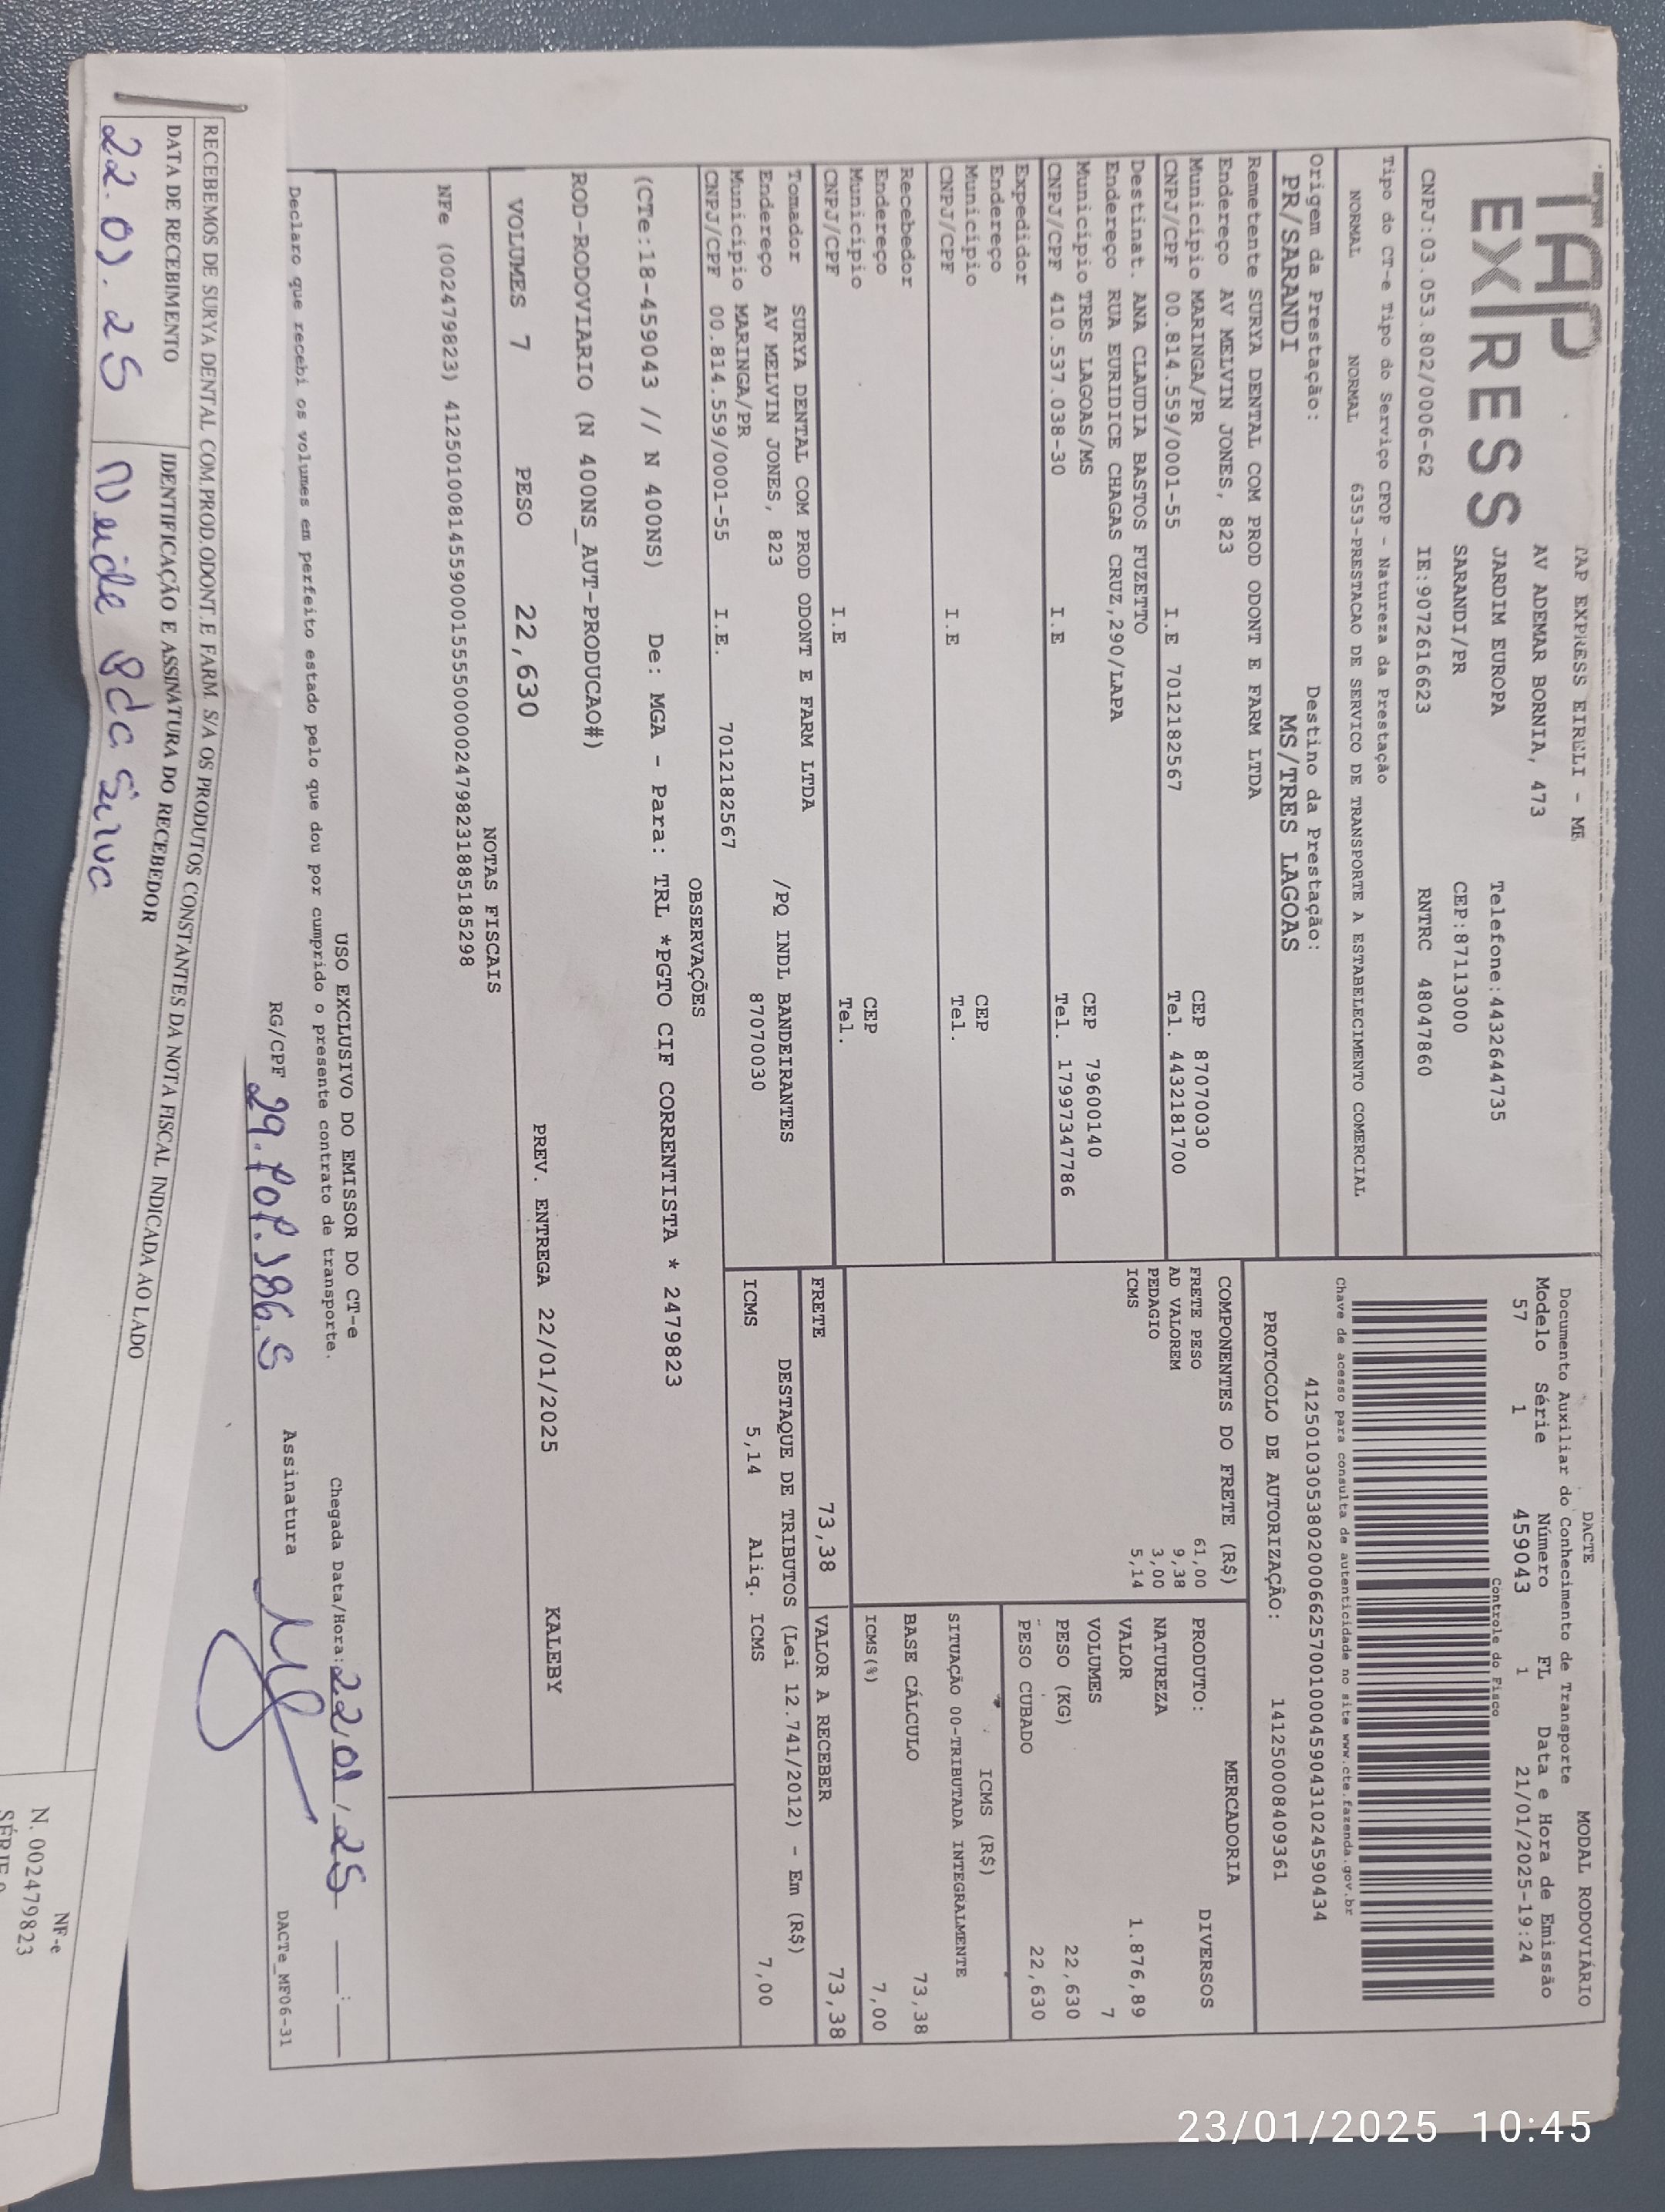 TAP
EXPRESS
TAP EXPRESS EIRELI - ME
AV ADEMAR BORNIA, 473
JARDIM EUROPA Telefone:4432644735
SARANDI/PR CEP:87113000
CNPJ:03.053.802/0006-62 IE:9072616623 RNTRC 48047860
Tipo do CT-e Tipo do Serviço CFOP - Natureza da Prestação
NORMAL NORMAL 6353-PRESTACAO DE SERVICO DE TRANSPORTE A ESTABELECIMENTO COMERCIAL
Origem da Prestação: Destino da Prestação:
PR/SARANDI MS/TRES LAGOAS
DACTE MODAL RODOVIÁRIO
Documento Auxiliar do Conhecimento de Transporte
Modelo Série Número FL Data e Hora de Emissão
57 1 459043 1 21/01/2025-19:24
Controle do Fisco
Chave de acesso para consulta de autenticidade no site www.cte.fazenda.gov.br
41250103053802000662570010004590431024590434
PROTOCOLO DE AUTORIZAÇÃO: 141250008409361
Remetente SURYA DENTAL COM PROD ODONT E FARM LTDA
Endereço AV MELVIN JONES, 823
Município MARINGA/PR CEP 87070030
CNPJ/CPF 00.814.559/0001-55 I.E 7012182567 Tel. 4432181700
Destinat. ANA CLAUDIA BASTOS FUZETTO
Endereço RUA EURIDICE CHAGAS CRUZ,290/LAPA
Município TRES LAGOAS/MS CEP 79600140
CNPJ/CPF 410.537.038-30 I.E Tel. 17997347786
Expedidor
Endereço
Município CEP
CNPJ/CPF I.E Tel.
Recebedor
Endereço
Município CEP
CNPJ/CPF I.E Tel.
Tomador SURYA DENTAL COM PROD ODONT E FARM LTDA
Endereço AV MELVIN JONES, 823 /PQ INDL BANDEIRANTES
Município MARINGA/PR 87070030
CNPJ/CPF 00.814.559/0001-55 I.E. 7012182567
COMPONENTES DO FRETE (R$)
FRETE PESO 61,00
AD VALOREM 9,38
PEDAGIO 3,00
ICMS 5,14
MERCADORIA
PRODUTO: DIVERSOS
NATUREZA
VALOR 1.876,89
VOLUMES 7
PESO (KG) 22,630
PESO CUBADO 22,630
ICMS (R$)
SITUAÇÃO 00-TRIBUTADA INTEGRALMENTE
BASE CÁLCULO 73,38
ICMS(%) 7,00
FRETE 73,38 VALOR A RECEBER 73,38
DESTAQUE DE TRIBUTOS (Lei 12.741/2012) - Em (R$)
ICMS 5,14 Aliq. ICMS 7,00
OBSERVAÇÕES
(CTe:18-459043 // N 400NS) De: MGA - Para: TRL *PGTO CIF CORRENTISTA * 2479823
ROD-RODOVIARIO (N 400NS_AUT-PRODUCAO#)
VOLUMES 7 PESO 22,630 PREV. ENTREGA 22/01/2025 KALEBY
NOTAS FISCAIS
NFe (002479823) 41250100814559000155550000024798231885185298
USO EXCLUSIVO DO EMISSOR DO CT-e
Declaro que recebi os volumes em perfeito estado pelo que dou por cumprido o presente contrato de transporte.
Chegada Data/Hora: 22/01/25 __:__
RG/CPF Assinatura
DACTe_MF06-31
RECEBEMOS DE SURYA DENTAL COM.PROD.ODONT.E FARM. S/A OS PRODUTOS CONSTANTES DA NOTA FISCAL INDICADA AO LADO
DATA DE RECEBIMENTO IDENTIFICAÇÃO E ASSINATURA DO RECEBEDOR
22.01.25 Neide
NF-e
N. 002479823
23/01/2025 10:45